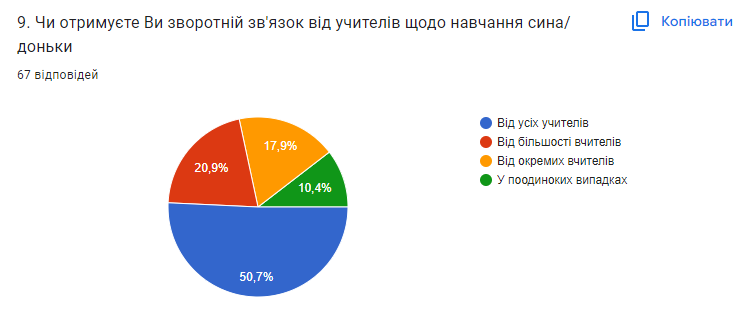 9. Чи отримуєте Ви зворотній зв'язок від учителів щодо навчання сина/
доньки
Копіювати
67 відповідей
Від усіх учителів
Від більшості вчителів
Від окремих вчителів
У поодиноких випадках
17,9%
20,9%
10,4%
50,7%